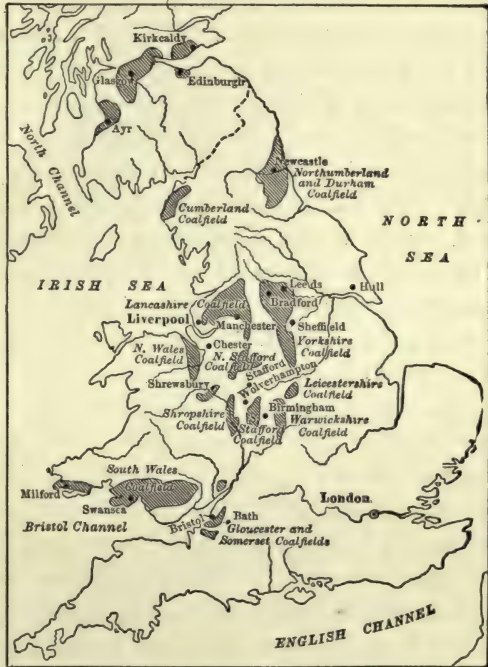 Kirkcaldy
Glasgow
Edinburgh
Ayr
North Channel
Newcastle
Northumberland
and Durham
Coalfield
Cumberland
Coalfield
NORTH
SEA
IRISH SEA
Leeds
Hull
Bradford
Lancashire Coalfield
Liverpool
Manchester
Sheffield
Yorkshire
Coalfield
Chester
N. Wales
Coalfield
N. Stafford
Coalfield
Stafford
Wolverhampton
Shrewsbury
Leicestershire
Coalfield
Shropshire
Coalfield
Birmingham
Stafford
Coalfield
Warwickshire
Coalfield
South Wales
Coalfield
Milford
Swansea
London
Bristol Channel
Bristol
Bath
Gloucester and
Somerset Coalfields
ENGLISH CHANNEL